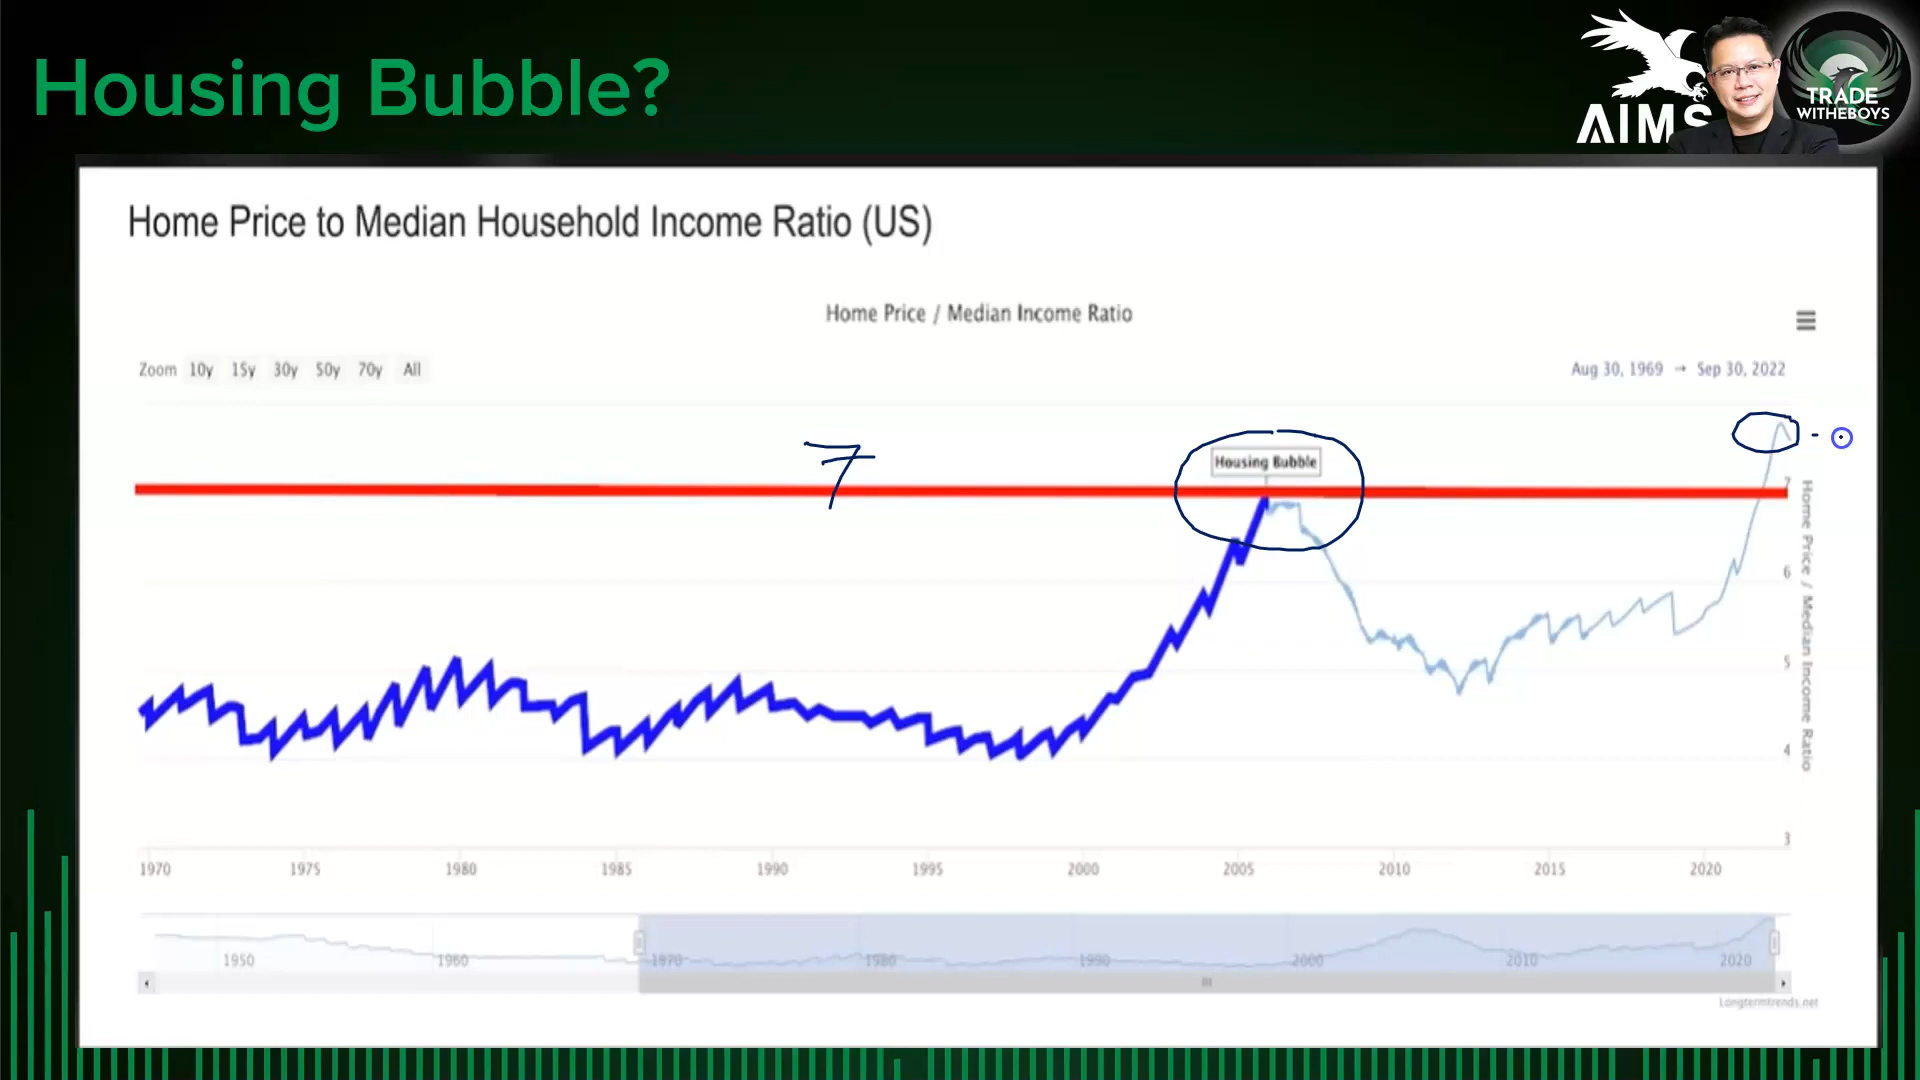 Housing Bubble?
AIMS
TRADE
WITHEBOYS
Home Price to Median Household Income Ratio (US)
Home Price / Median Income Ratio
Zoom 10y 15y 30y 50y 70y All
Aug 30, 1969 → Sep 30, 2022
7
Housing Bubble
7
6
5
4
3
Home Price / Median Income Ratio
1970 1975 1980 1985 1990 1995 2000 2005 2010 2015 2020
1950 1960 1970 1980 1990 2000 2010 2020
Longtermtrends.net